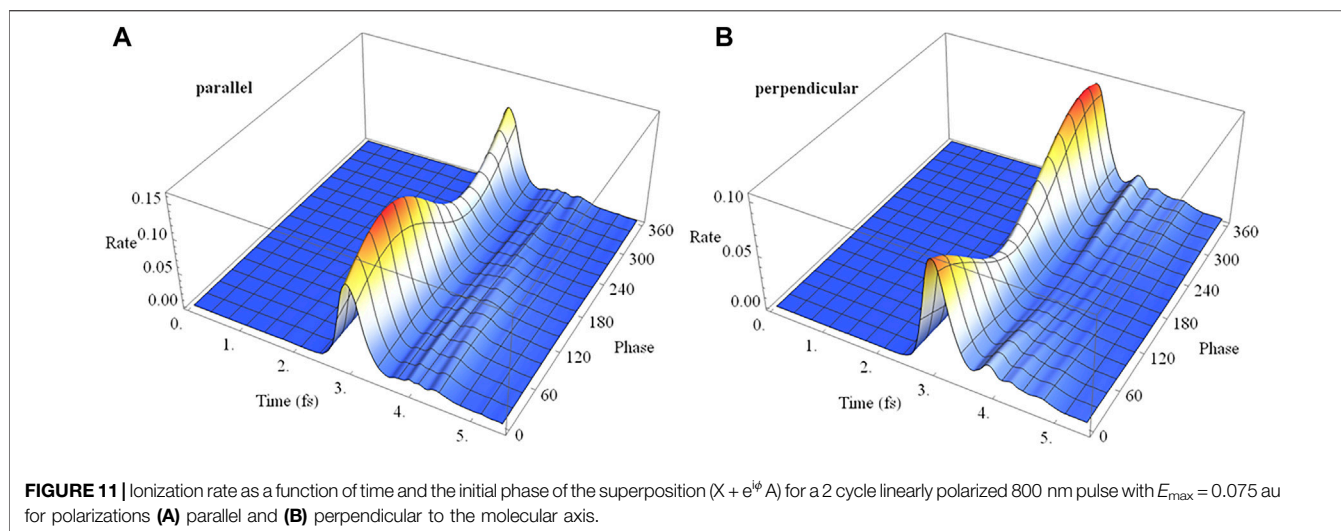 A
parallel
0.15
0.10
Rate
0.05
0.00
0.
1.
2.
3.
4.
5.
Time (fs)
0
60
120
180
240
300
360
Phase
B
perpendicular
0.10
Rate
0.05
0.00
0.
1.
2.
3.
4.
5.
Time (fs)
0
60
120
180
240
300
360
Phase
FIGURE 11 | Ionization rate as a function of time and the initial phase of the superposition (X + e^{iϕ} A) for a 2 cycle linearly polarized 800 nm pulse with E_{max} = 0.075 au
for polarizations (A) parallel and (B) perpendicular to the molecular axis.